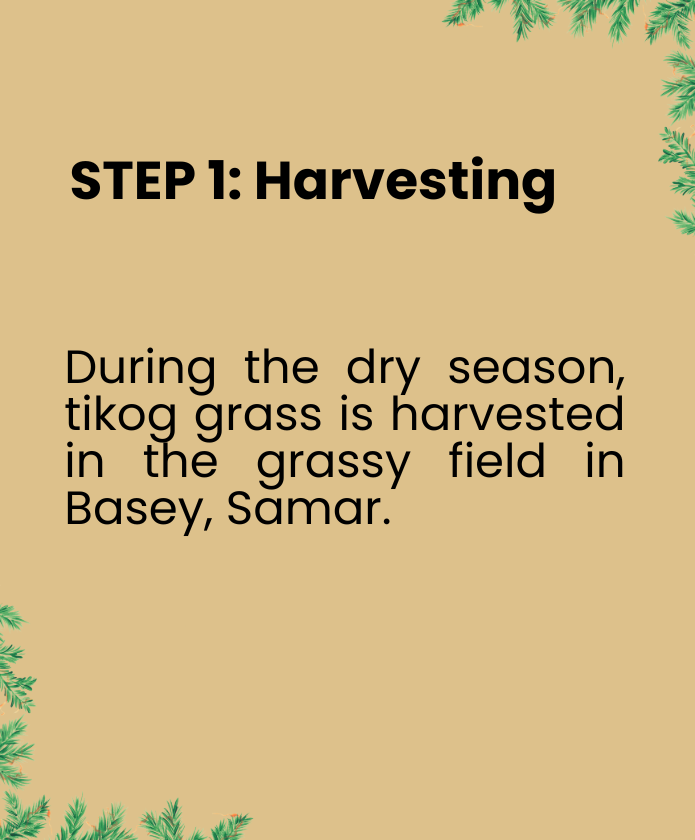 STEP 1: Harvesting
During the dry season,
tikog grass is harvested
in the grassy field in
Basey, Samar.